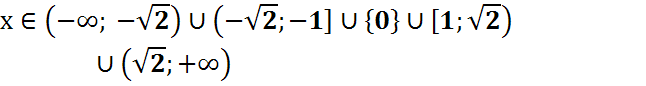 x ∈ (−∞; −√2) ∪ (−√2; −1] ∪ {0} ∪ [1; √2)
∪ (√2; +∞)